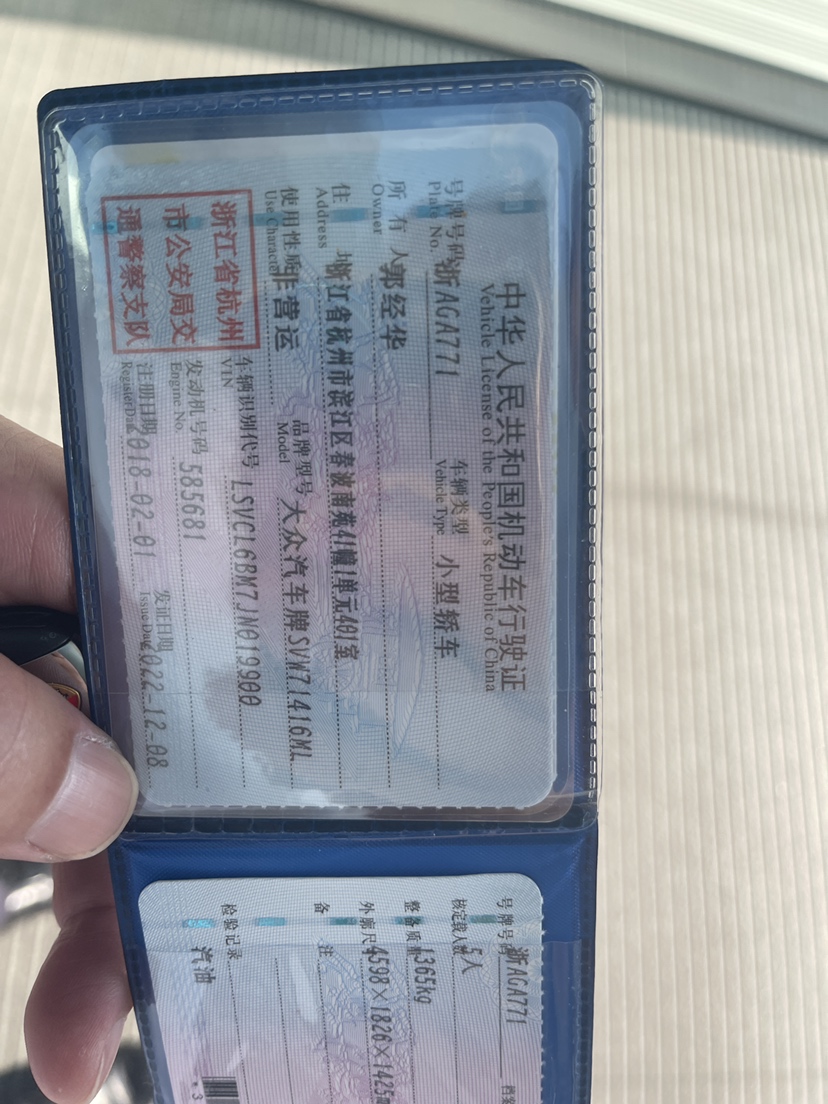 中华人民共和国机动车行驶证
Vehicle License of the People's Republic of China
号牌号码 浙AGA771 车辆类型 小型轿车
Plate No. Vehicle Type
所有人 郭经华
Owner
住址 浙江省杭州市滨江区春波南苑41幢1单元401室
Address
使用性质 非营运 品牌型号 大众汽车牌SVW71416ML
Use Character Model
浙江省杭州
市公安局交
通警察支队
车辆识别代号 LSVCL6BM7JN019900
VIN
发动机号码 585681
Engine No.
注册日期 2018-02-01 发证日期 2022-12-08
Register Date Issue Date
号牌号码 浙AGA771 档案
核定载人数 5人
整备质量 1365kg
外廓尺寸 4598×1826×1425
备 注
检验记录
汽油